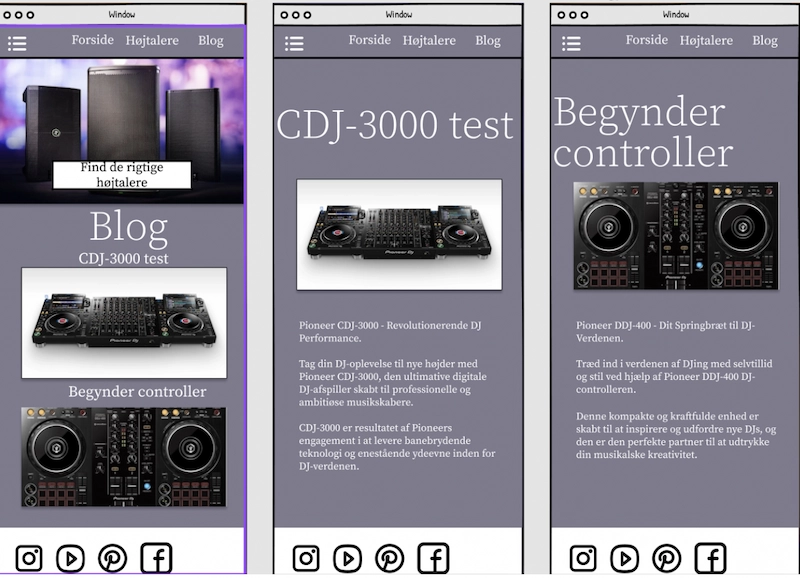 Window
Forside Højtalere Blog
Find de rigtige
højtalere
Blog
CDJ-3000 test
Begynder controller
Window
Forside Højtalere Blog
CDJ-3000 test
Pioneer Dj
Pioneer CDJ-3000 - Revolutionerende DJ
Performance.
Tag din DJ-oplevelse til nye højder med
Pioneer CDJ-3000, den ultimative digitale
DJ-afspiller skabt til professionelle og
ambitiøse musikskabere.
CDJ-3000 er resultatet af Pioneers
engagement i at levere banebrydende
teknologi og enestående ydeevne inden for
DJ-verdenen.
Window
Forside Højtalere Blog
Begynder
controller
Pioneer DDJ-400 - Dit Springbræt til DJ-
Verdenen.
Træd ind i verdenen af DJing med selvtillid
og stil ved hjælp af Pioneer DDJ-400 DJ-
controlleren.
Denne kompakte og kraftfulde enhed er
skabt til at inspirere og udfordre nye DJs, og
den er den perfekte partner til at udtrykke
din musikalske kreativitet.